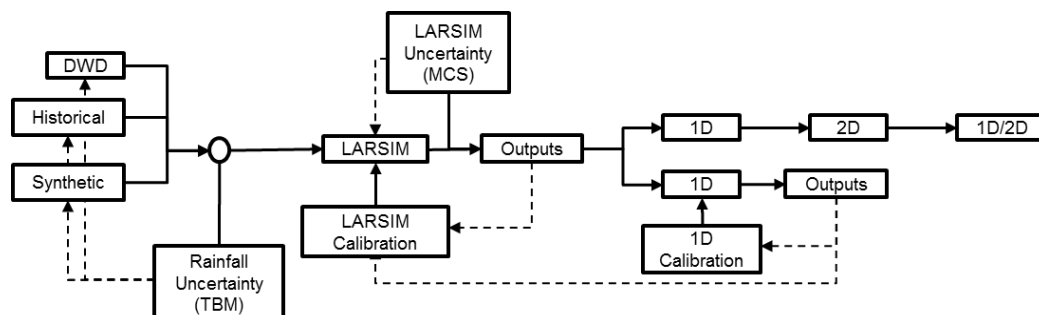 DWD
Historical
Synthetic
Rainfall
Uncertainty
(TBM)
LARSIM
Uncertainty
(MCS)
LARSIM
LARSIM
Calibration
Outputs
1D
2D
1D/2D
1D
Outputs
1D
Calibration